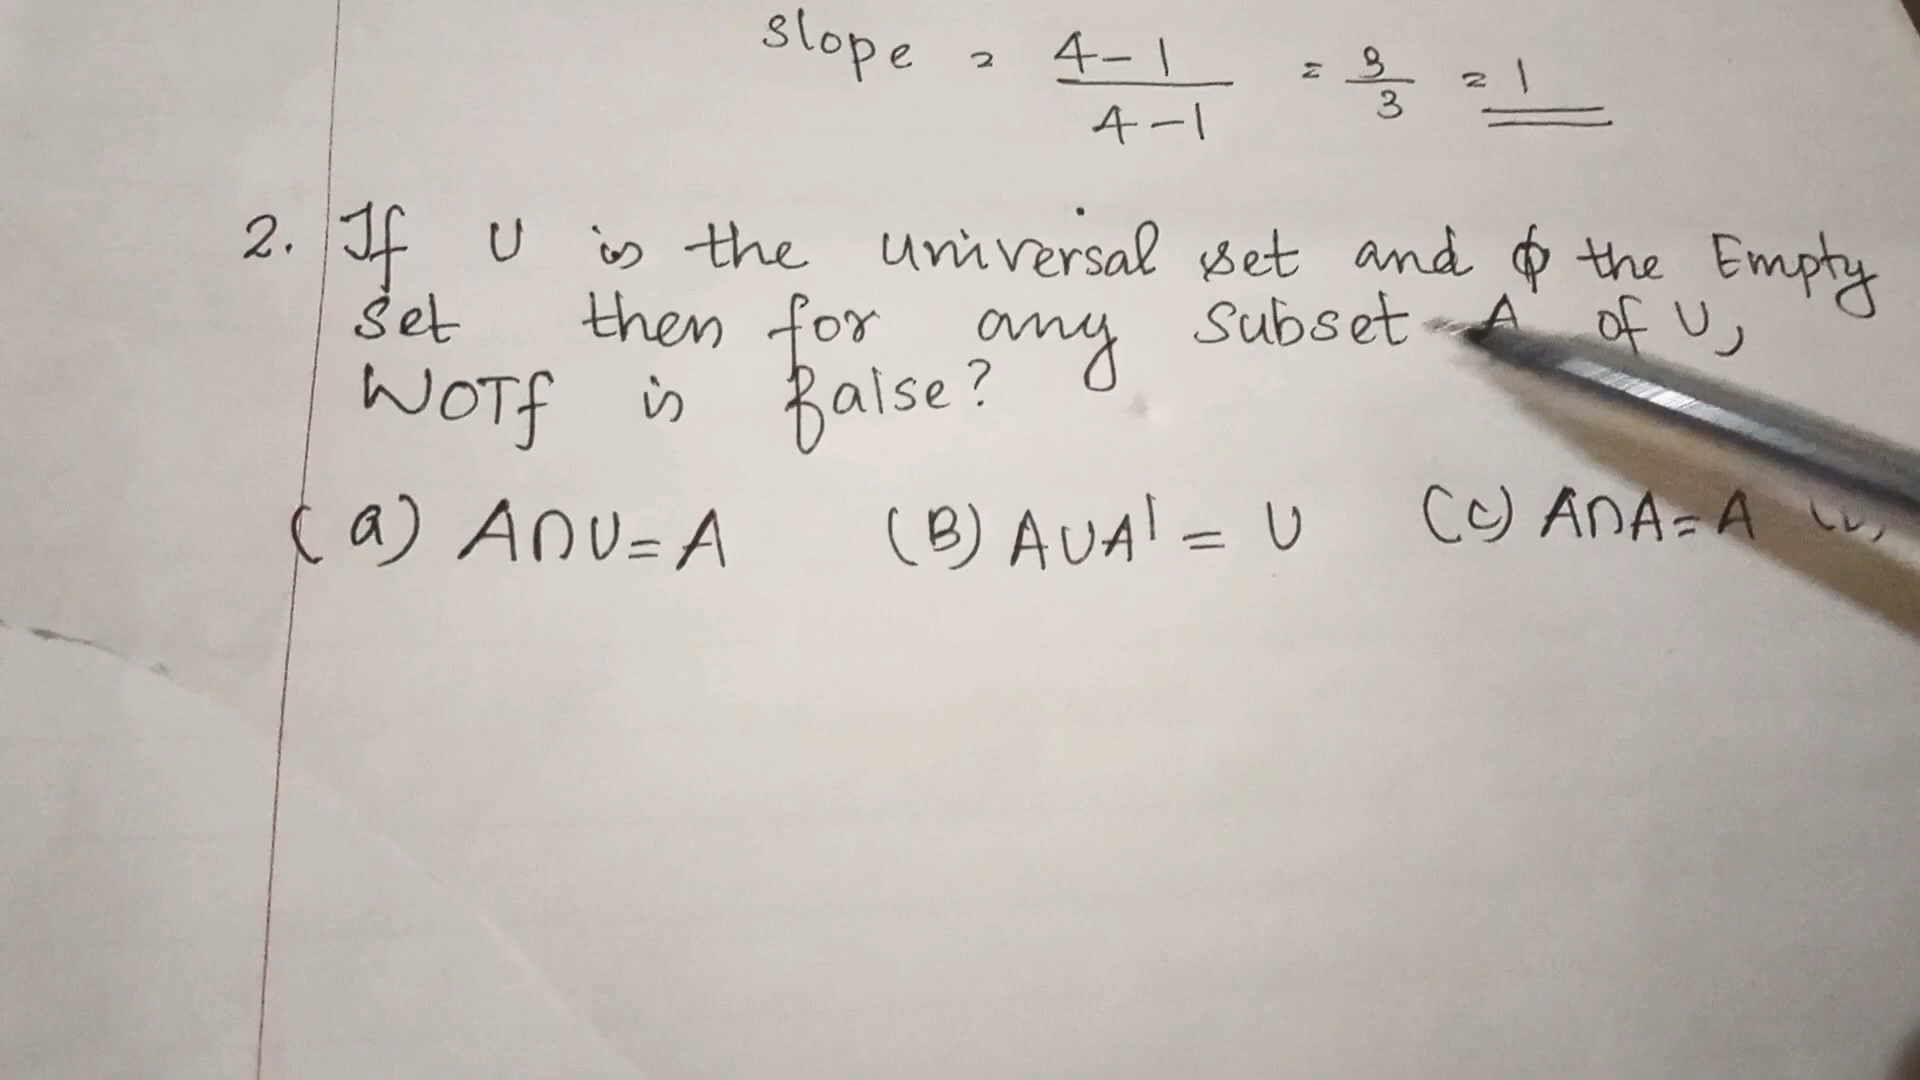 slope = 4-1 / 4-1 = 3/3 = 1
2. If U is the universal set and ϕ the Empty
set then for any subset A of U,
WOTf is false?
(a) A∩U=A (B) A∪A' = U (C) A∩A=A